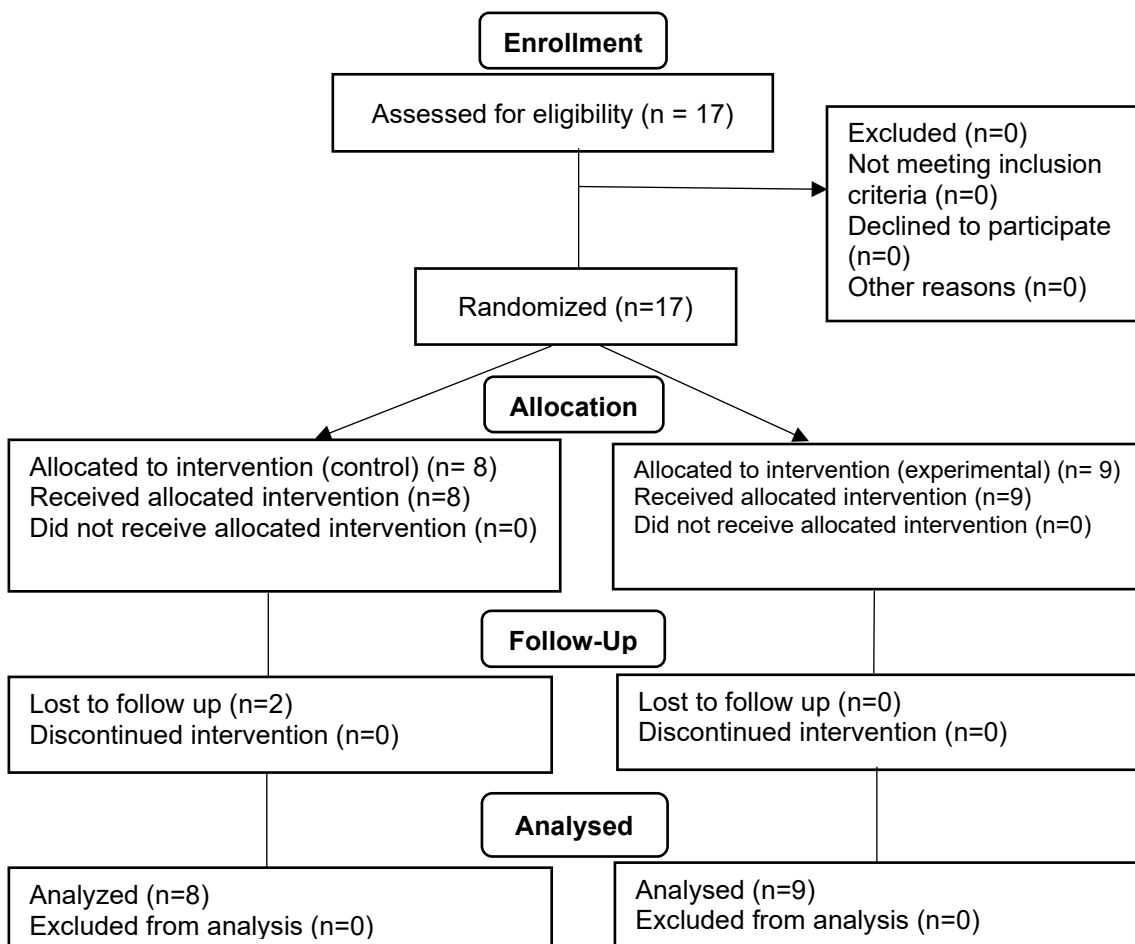 Enrollment
Assessed for eligibility (n = 17)
Excluded (n=0)
Not meeting inclusion
criteria (n=0)
Declined to participate
(n=0)
Other reasons (n=0)
Randomized (n=17)
Allocation
Allocated to intervention (control) (n= 8)
Received allocated intervention (n=8)
Did not receive allocated intervention (n=0)
Allocated to intervention (experimental) (n= 9)
Received allocated intervention (n=9)
Did not receive allocated intervention (n=0)
Follow-Up
Lost to follow up (n=2)
Discontinued intervention (n=0)
Lost to follow up (n=0)
Discontinued intervention (n=0)
Analysed
Analyzed (n=8)
Excluded from analysis (n=0)
Analysed (n=9)
Excluded from analysis (n=0)